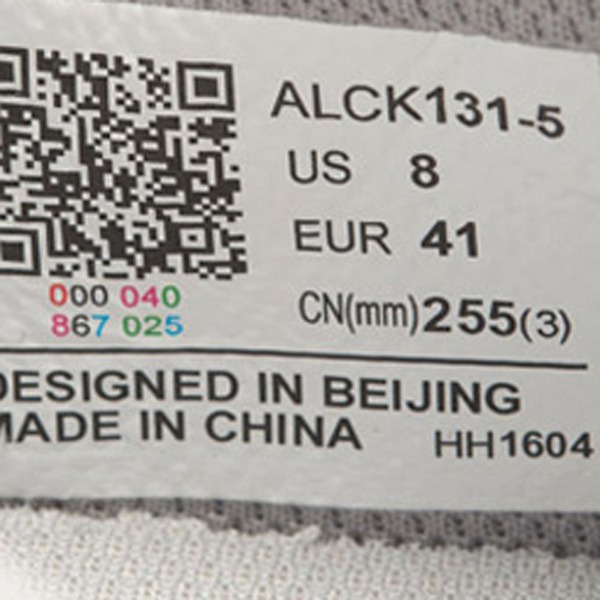 ALCK131-5
US 8
EUR 41
CN(mm)255(3)
000 040
867 025
DESIGNED IN BEIJING
MADE IN CHINA HH1604